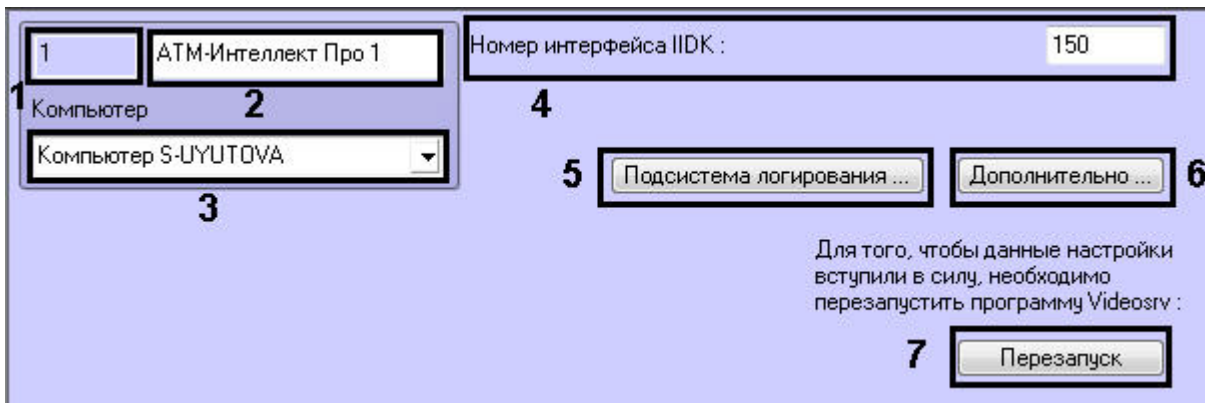 1
АТМ-Интеллект Про 1
Номер интерфейса IIDK :
150
1
2
4
Компьютер
Компьютер S-UYUTOVA
3
5
Подсистема логирования ...
Дополнительно ...
6
Для того, чтобы данные настройки
вступили в силу, необходимо
перезапустить программу Videosrv :
7
Перезапуск